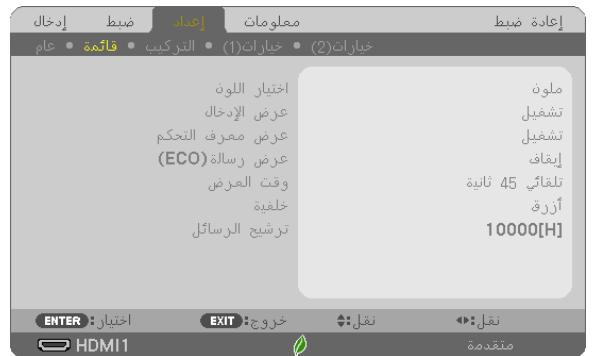 إدخال ضبط إعداد معلومات إعادة ضبط
عام • قائمة • التركيب • خيارات(1) • خيارات(2)
اختيار اللون ملون
عرض الإدخال تشغيل
عرض معرف التحكم تشغيل
عرض رسالة(ECO) إيقاف
وقت العرض تلقائي 45 ثانية
خلفية أزرق
ترشيح الرسائل 10000[H]
ENTER:اختيار EXIT:خروج نقل: نقل:
HDMI1 متقدمة